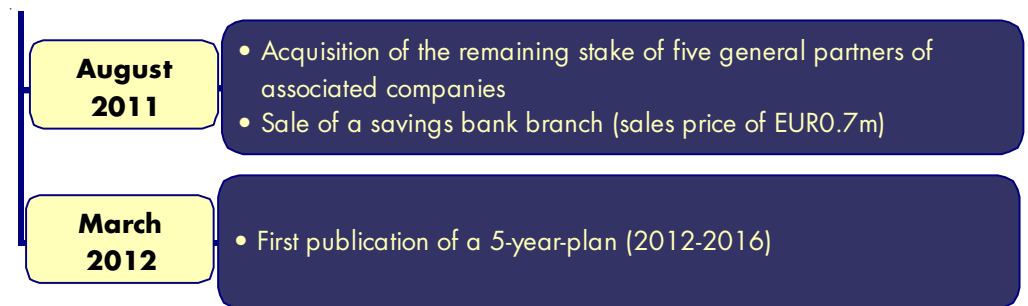 August
2011
• Acquisition of the remaining stake of five general partners of
associated companies
• Sale of a savings bank branch (sales price of EUR0.7m)
March
2012
• First publication of a 5-year-plan (2012-2016)